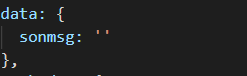 data: {
sonmsg: ''
},